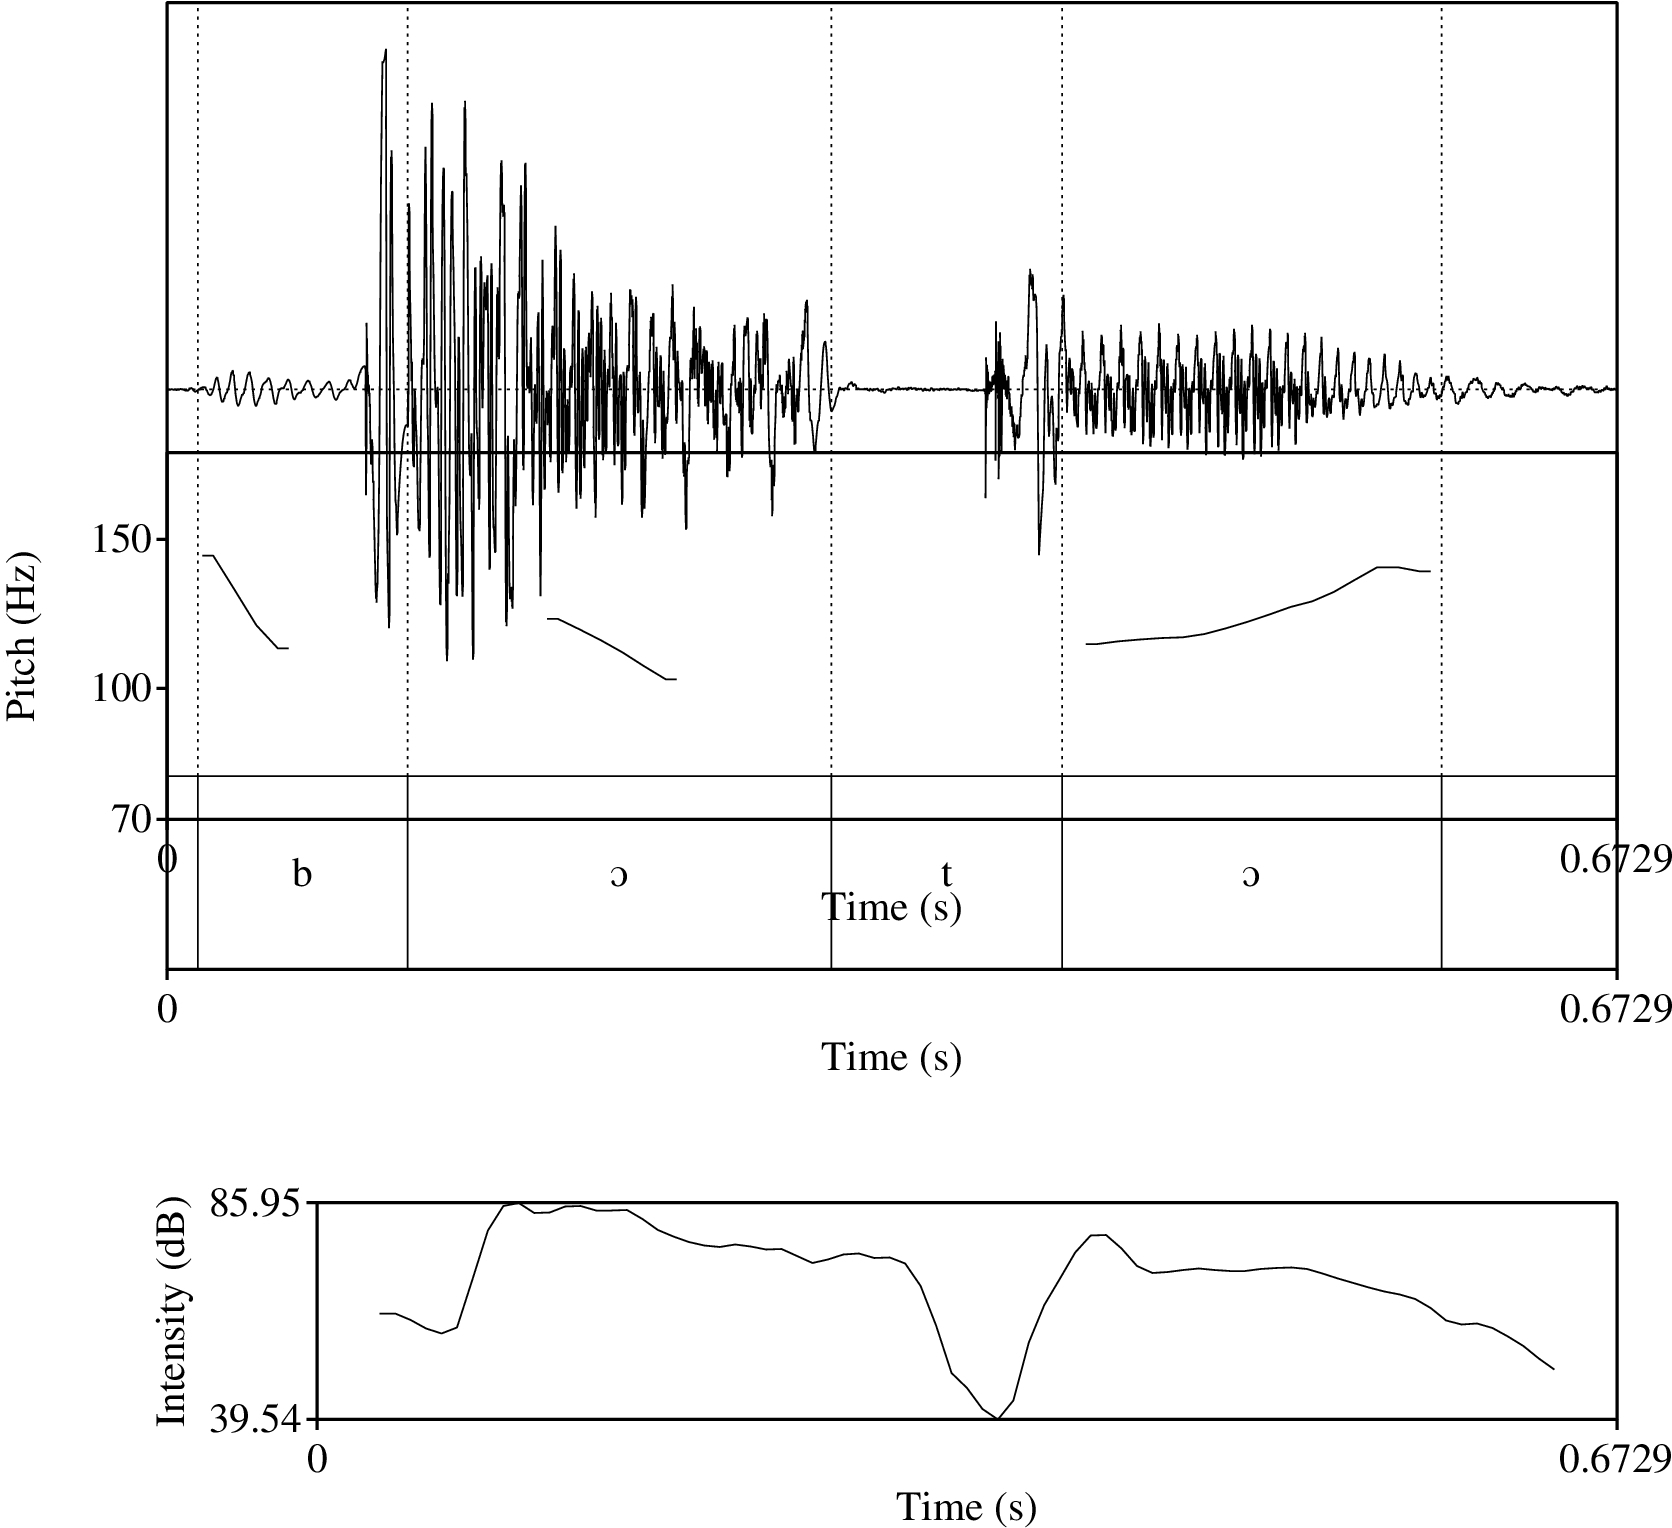 Pitch (Hz)
150
100
70
0 0.6729
b ɔ t ɔ
Time (s)
0 0.6729
Time (s)
Intensity (dB)
85.95
39.54
0 0.6729
Time (s)